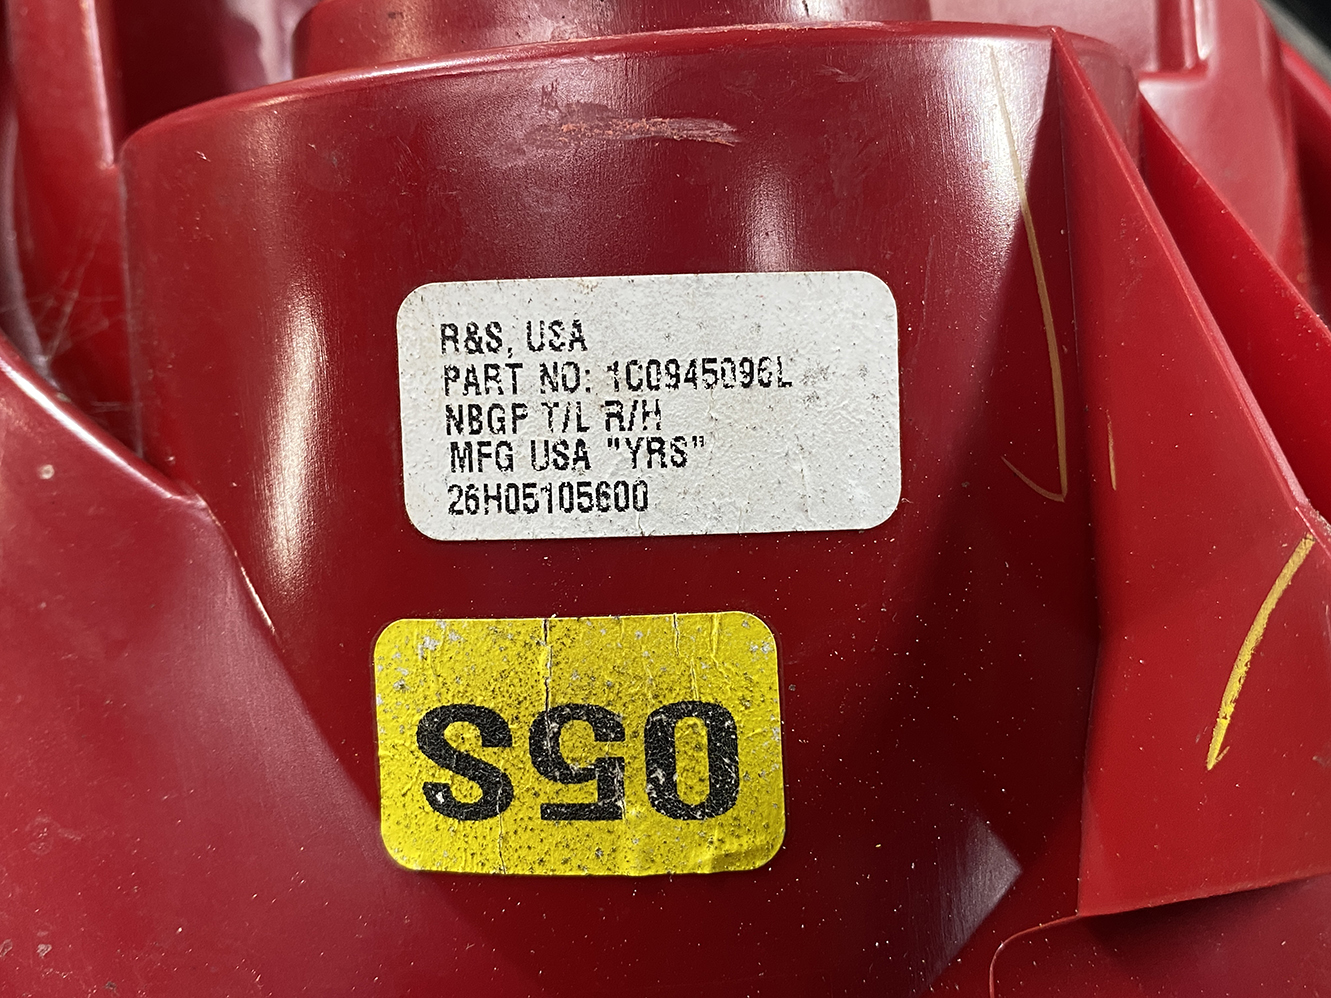 R&S, USA
PART NO: 1C0945096L
NBGP T/L R/H
MFG USA "YRS"
26H05105600
05S